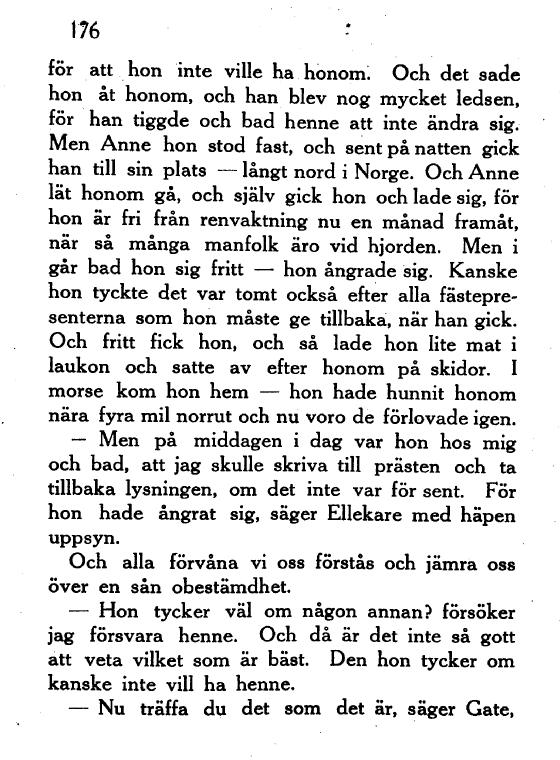 176
för att hon inte ville ha honom. Och det sade
hon åt honom, och han blev nog mycket ledsen,
för han tiggde och bad henne att inte ändra sig.
Men Anne hon stod fast, och sent på natten gick
han till sin plats — långt nord i Norge. Och Anne
lät honom gå, och själv gick hon och lade sig, för
hon är fri från renvaktning nu en månad framåt,
när så många manfolk äro vid hjorden. Men i
går bad hon sig fritt — hon ångrade sig. Kanske
hon tyckte det var tomt också efter alla fästepre-
senterna som hon måste ge tillbaka, när han gick.
Och fritt fick hon, och så lade hon lite mat i
laukon och satte av efter honom på skidor. I
morse kom hon hem — hon hade hunnit honom
nära fyra mil norrut och nu voro de förlovade igen.
— Men på middagen i dag var hon hos mig
och bad, att jag skulle skriva till prästen och ta
tillbaka lysningen, om det inte var för sent. För
hon hade ångrat sig, säger Ellekare med häpen
uppsyn.
Och alla förvåna vi oss förstås och jämra oss
över en sån obestämdhet.
— Hon tycker väl om någon annan? försöker
jag försvara henne. Och då är det inte så gott
att veta vilket som är bäst. Den hon tycker om
kanske inte vill ha henne.
— Nu träffa du det som det är, säger Gate,